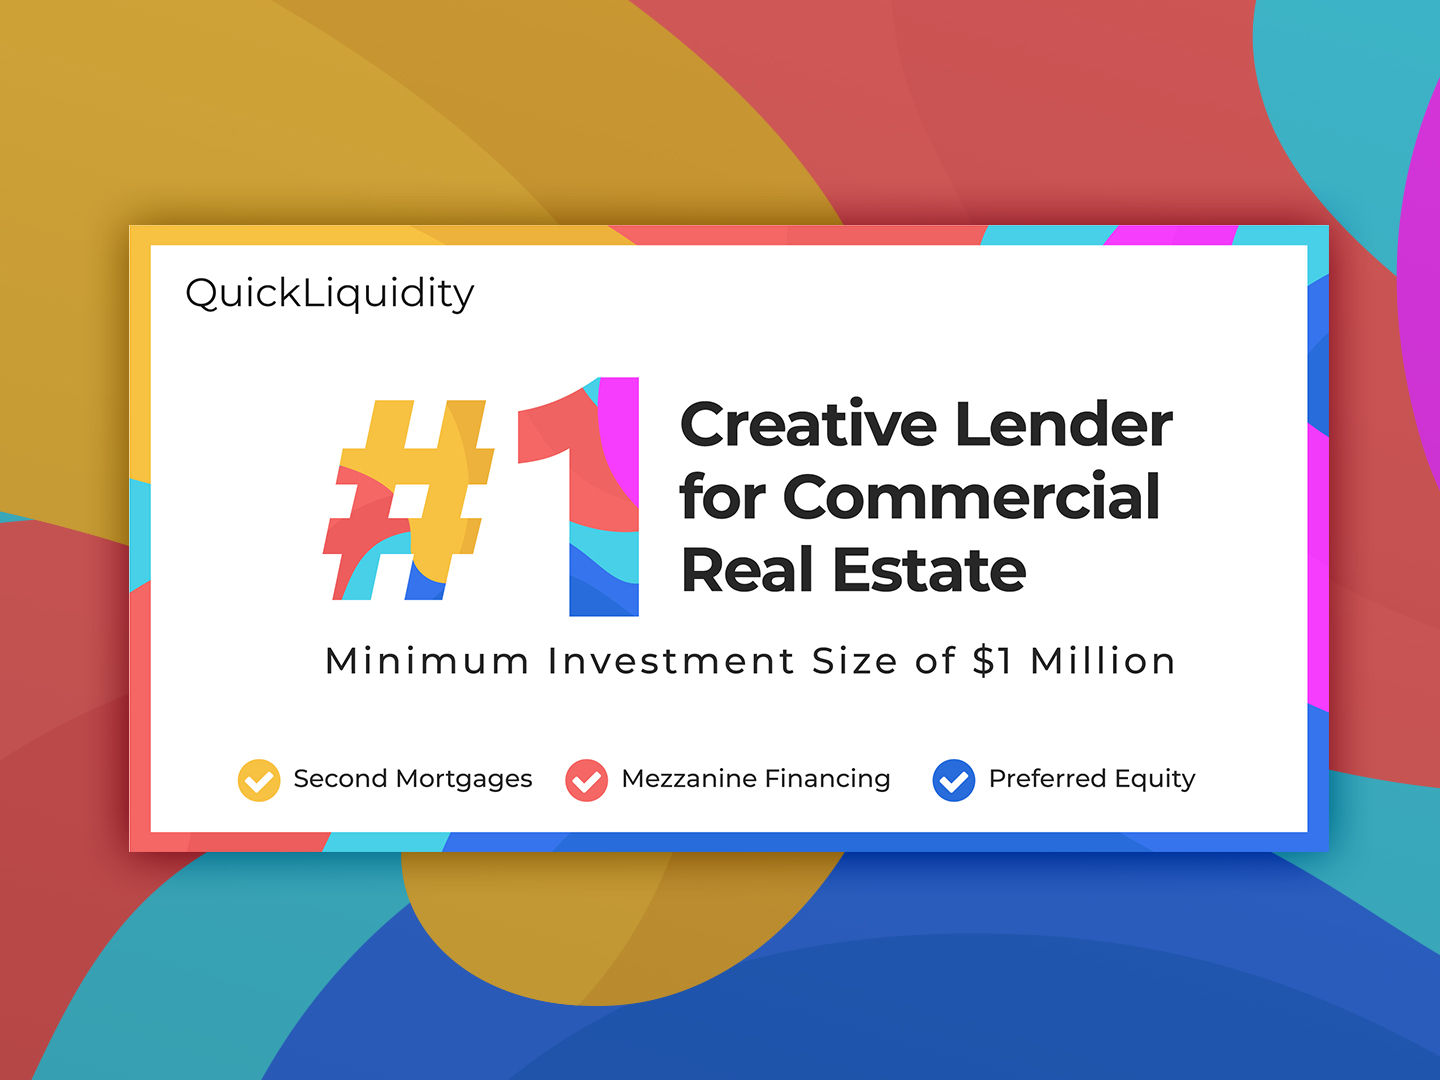 QuickLiquidity
#1
Creative Lender
for Commercial
Real Estate
Minimum Investment Size of $1 Million
Second Mortgages
Mezzanine Financing
Preferred Equity